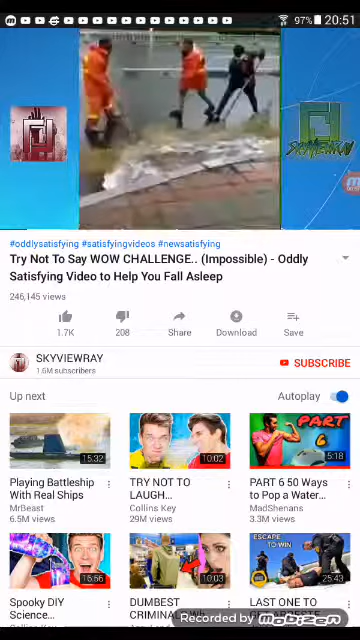 97% 20:51
#oddlysatisfying #satisfyingvideos #newsatisfying
Try Not To Say WOW CHALLENGE.. (Impossible) - Oddly
Satisfying Video to Help You Fall Asleep
246,145 views
1.7K 208 Share Download Save
SKYVIEWRAY
1.6M subscribers
SUBSCRIBE
Up next Autoplay
15:32
Playing Battleship
With Real Ships
MrBeast
6.5M views
10:02
TRY NOT TO
LAUGH...
Collins Key
29M views
PART
6
5:18
PART 6 50 Ways
to Pop a Water...
MadShenans
3.3M views
16:56
Spooky DIY
Science...
10:03
DUMBEST
ESCAPE
TO WIN
25:43
LAST ONE TO
Recorded by mobizen